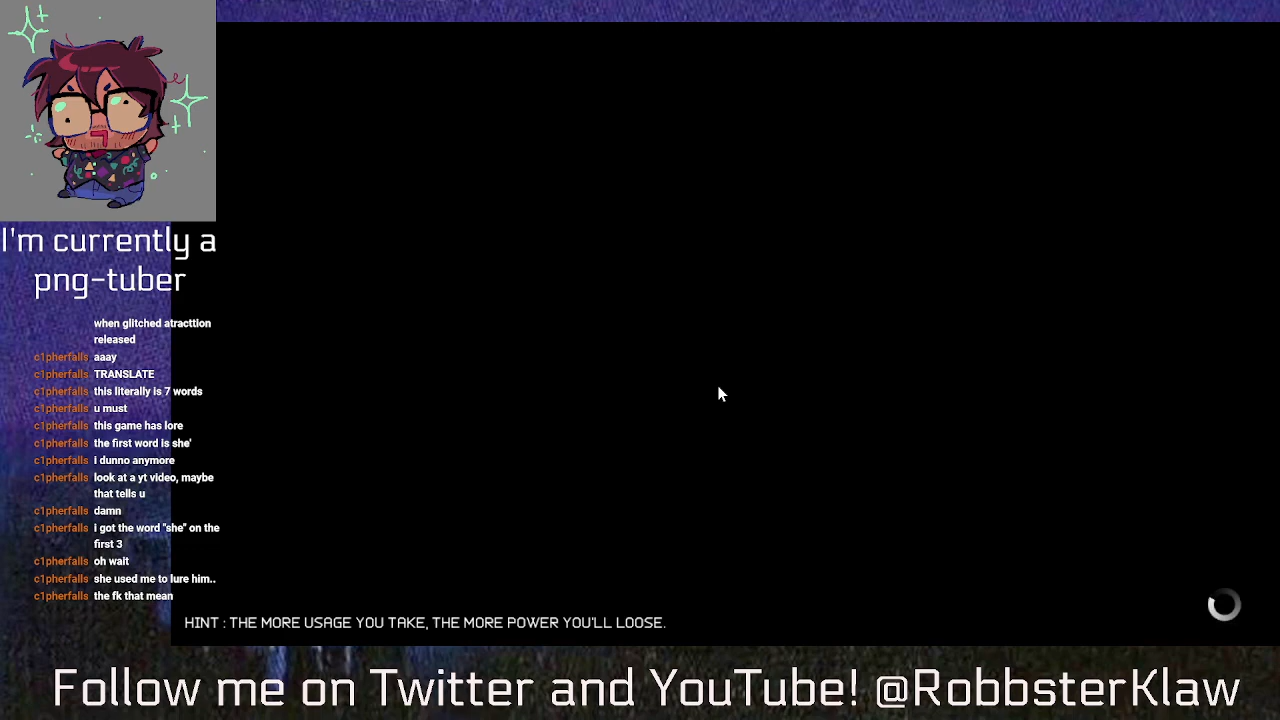 I'm currently a
png-tuber
when glitched atracttion
released
c1pherfalls aaay
c1pherfalls TRANSLATE
c1pherfalls this literally is 7 words
c1pherfalls u must
c1pherfalls this game has lore
c1pherfalls the first word is she'
c1pherfalls i dunno anymore
c1pherfalls look at a yt video, maybe
that tells u
c1pherfalls damn
c1pherfalls i got the word "she" on the
first 3
c1pherfalls oh wait
c1pherfalls she used me to lure him..
c1pherfalls the fk that mean
HINT : THE MORE USAGE YOU TAKE, THE MORE POWER YOU'LL LOOSE.
Follow me on Twitter and YouTube! @RobbsterKlaw